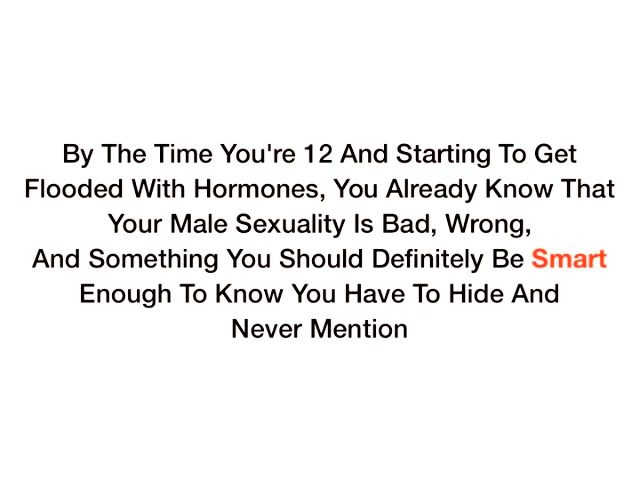 By The Time You're 12 And Starting To Get
Flooded With Hormones, You Already Know That
Your Male Sexuality Is Bad, Wrong,
And Something You Should Definitely Be Smart
Enough To Know You Have To Hide And
Never Mention